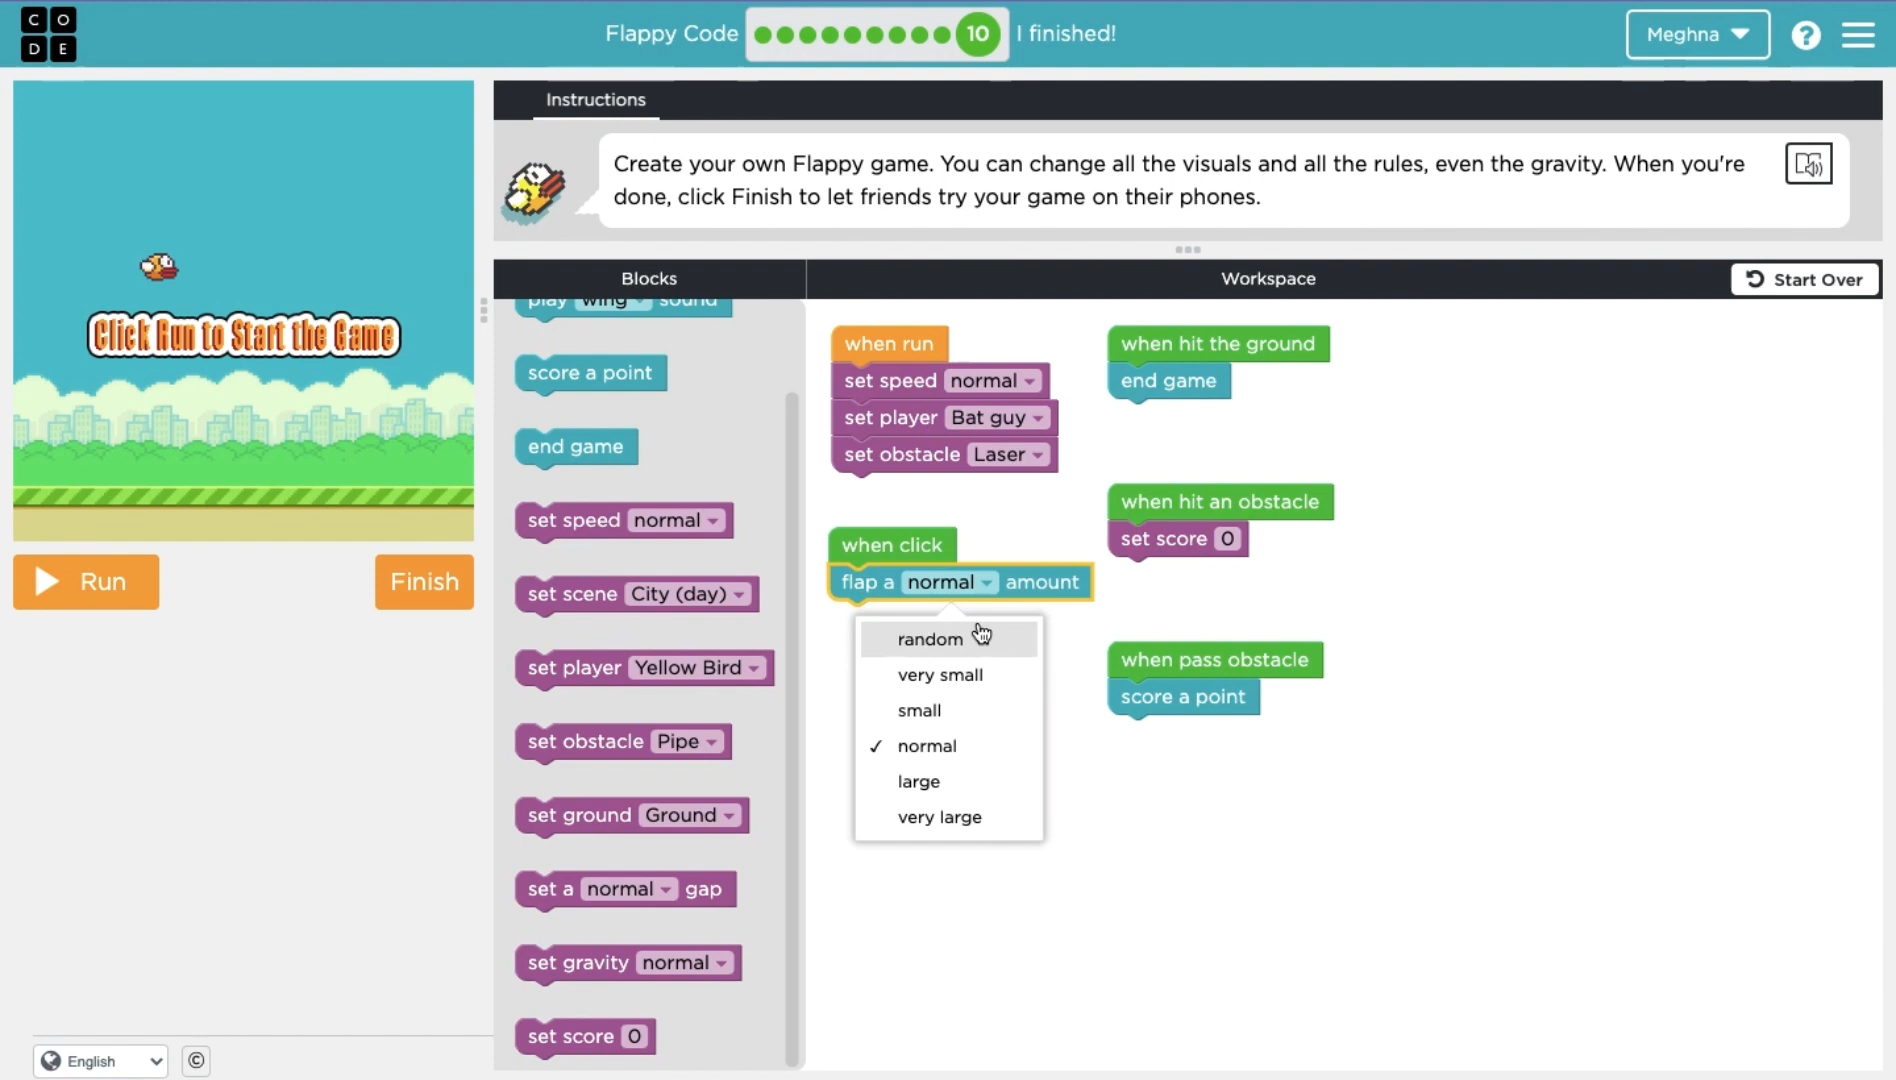 C O
D E
Flappy Code
10
I finished!
Meghna
?
Instructions
Create your own Flappy game. You can change all the visuals and all the rules, even the gravity. When you're
done, click Finish to let friends try your game on their phones.
Click Run to Start the Game
Run
Finish
Blocks
Workspace
Start Over
play wing sound
score a point
end game
set speed normal
set scene City (day)
set player Yellow Bird
set obstacle Pipe
set ground Ground
set a normal gap
set gravity normal
set score 0
when run
set speed normal
set player Bat guy
set obstacle Laser
when click
flap a normal amount
random
very small
small
✓ normal
large
very large
when hit the ground
end game
when hit an obstacle
set score 0
when pass obstacle
score a point
English
©